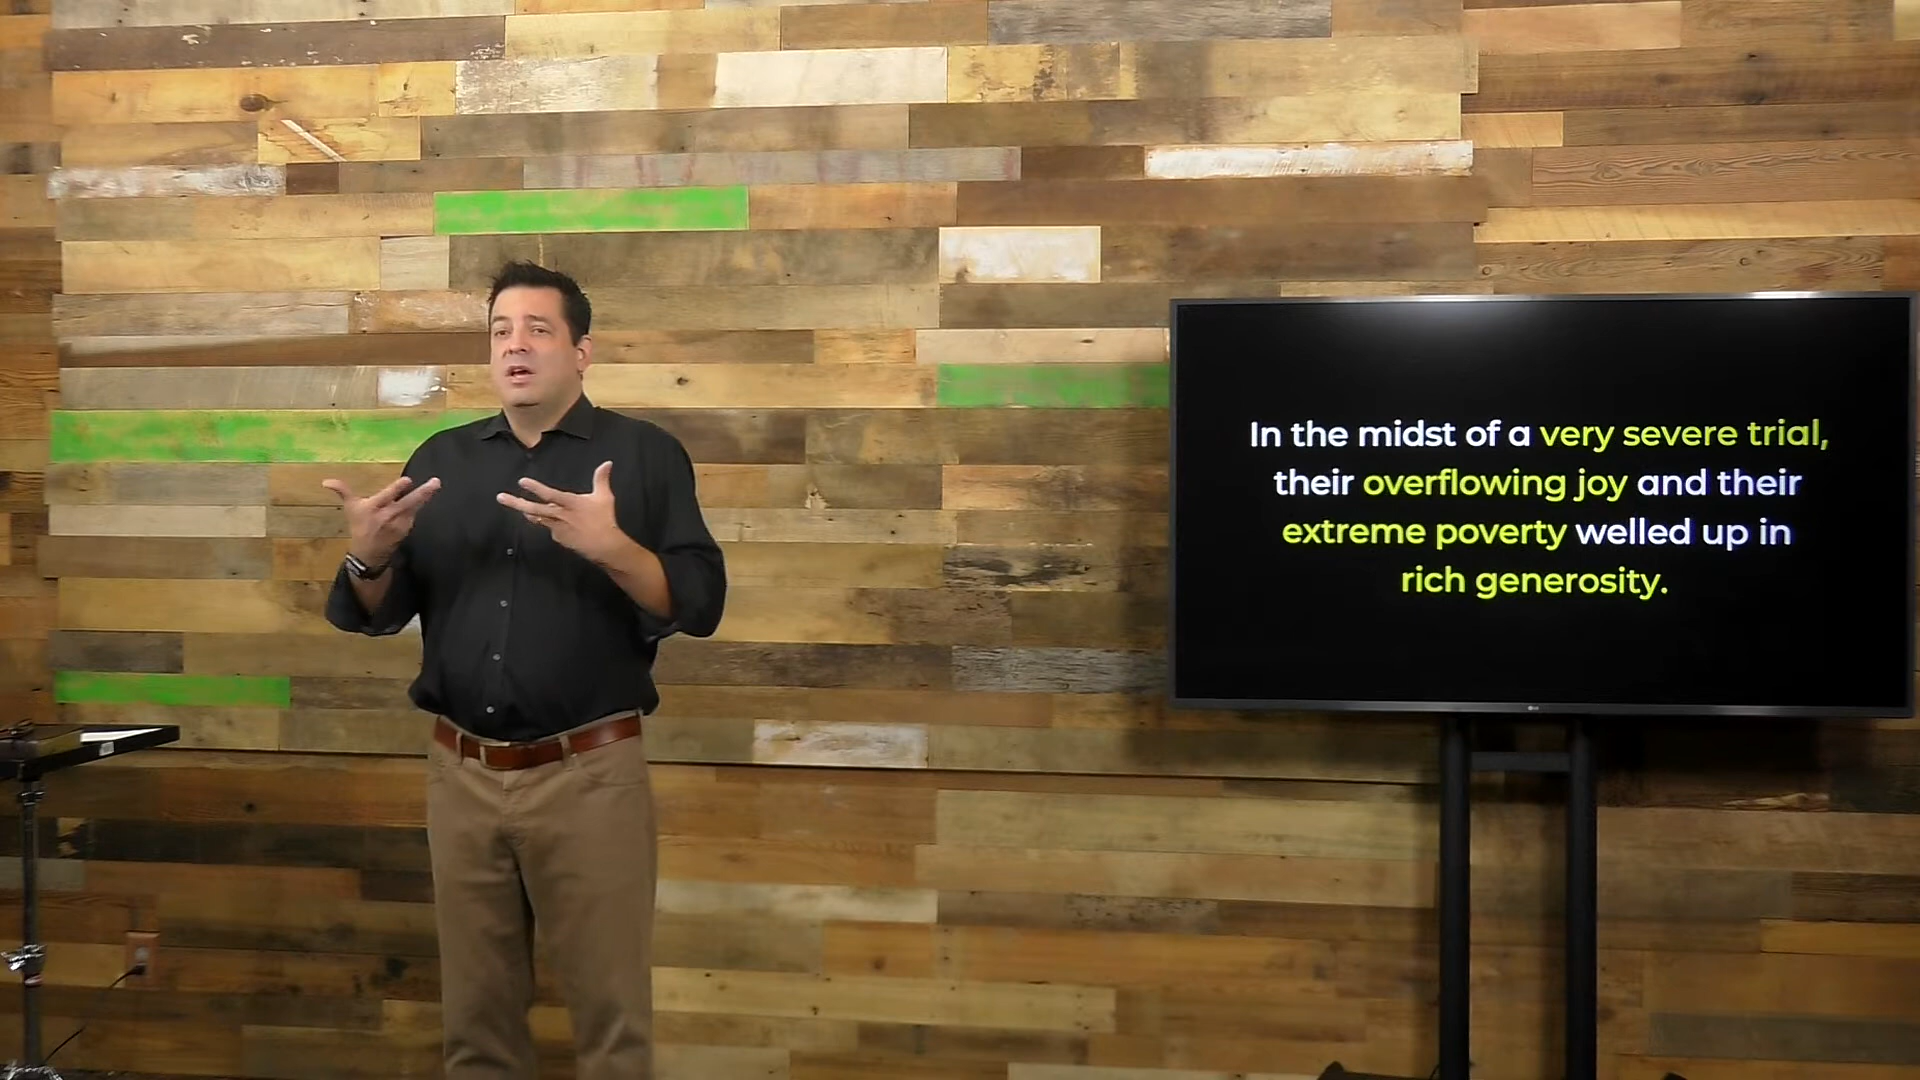 In the midst of a very severe trial,
their overflowing joy and their
extreme poverty welled up in
rich generosity.